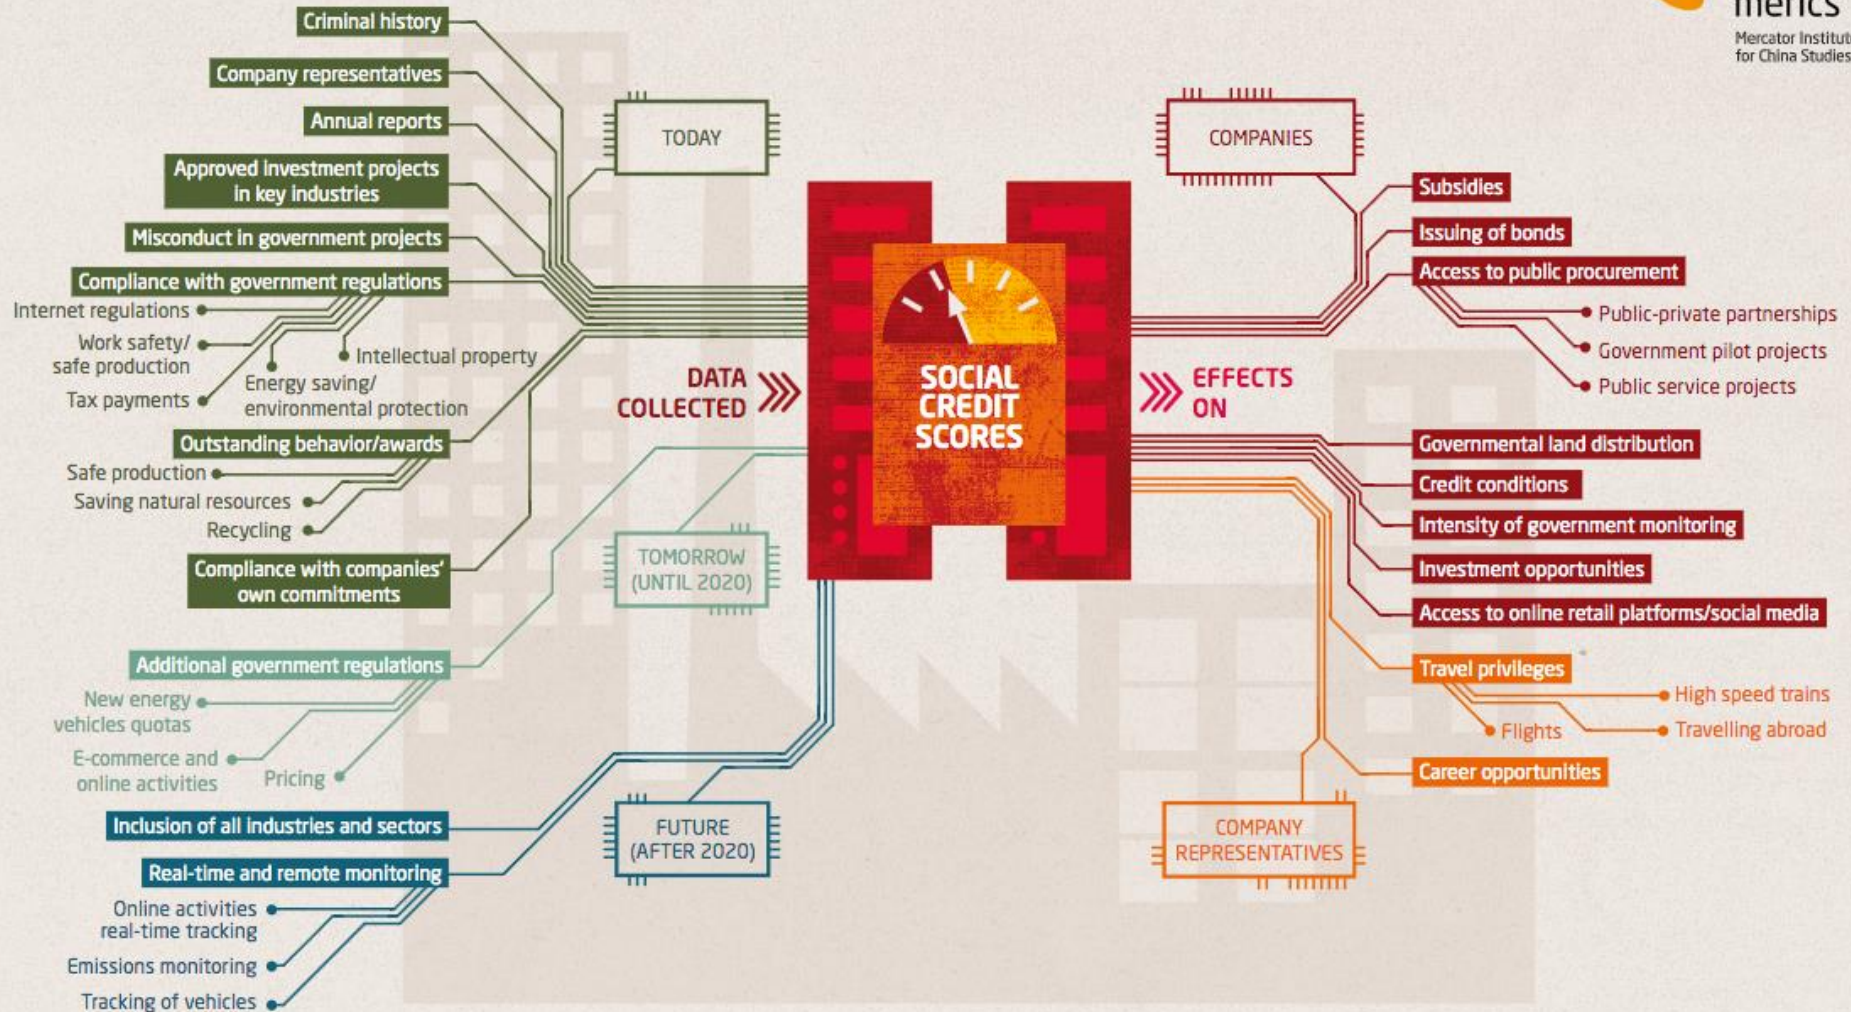 merics
Mercator Institute
for China Studies
Criminal history
Company representatives
Annual reports
Approved investment projects
in key industries
Misconduct in government projects
Compliance with government regulations
Internet regulations
Work safety/
safe production
Tax payments
Energy saving/
environmental protection
Intellectual property
Outstanding behavior/awards
Safe production
Saving natural resources
Recycling
Compliance with companies'
own commitments
TODAY
Additional government regulations
New energy
vehicles quotas
E-commerce and
online activities
Pricing
TOMORROW
(UNTIL 2020)
Inclusion of all industries and sectors
Real-time and remote monitoring
Online activities
real-time tracking
Emissions monitoring
Tracking of vehicles
FUTURE
(AFTER 2020)
DATA
COLLECTED
SOCIAL
CREDIT
SCORES
EFFECTS
ON
COMPANIES
Subsidies
Issuing of bonds
Access to public procurement
Public-private partnerships
Government pilot projects
Public service projects
Governmental land distribution
Credit conditions
Intensity of government monitoring
Investment opportunities
Access to online retail platforms/social media
Travel privileges
High speed trains
Flights
Travelling abroad
Career opportunities
COMPANY
REPRESENTATIVES